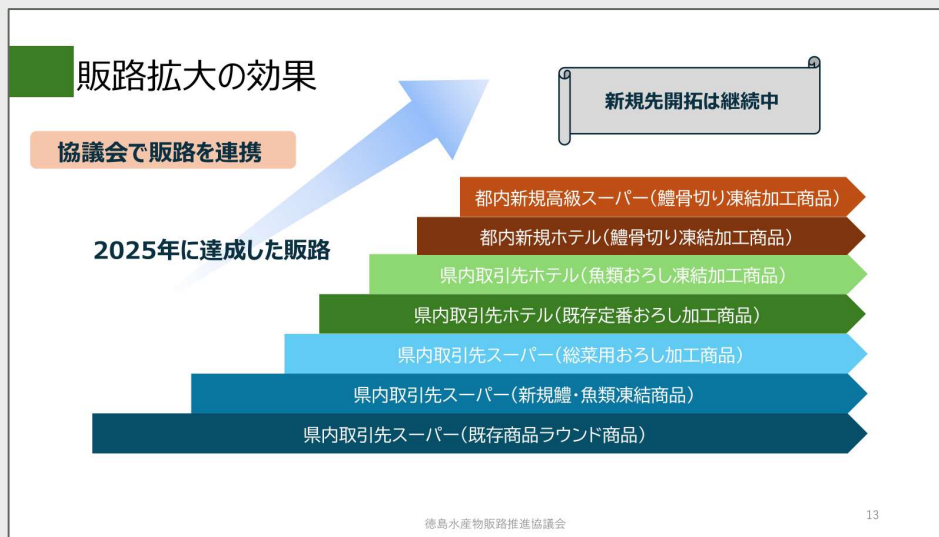 販路拡大の効果
新規先開拓は継続中
協議会で販路を連携
2025年に達成した販路
都内新規高級スーパー(鱧骨切り凍結加工商品)
都内新規ホテル(鱧骨切り凍結加工商品)
県内取引先ホテル(魚類おろし凍結加工商品)
県内取引先ホテル(既存定番おろし加工商品)
県内取引先スーパー(総菜用おろし加工商品)
県内取引先スーパー(新規鱧・魚類凍結商品)
県内取引先スーパー(既存商品ラウンド商品)
徳島水産物販路推進協議会
13